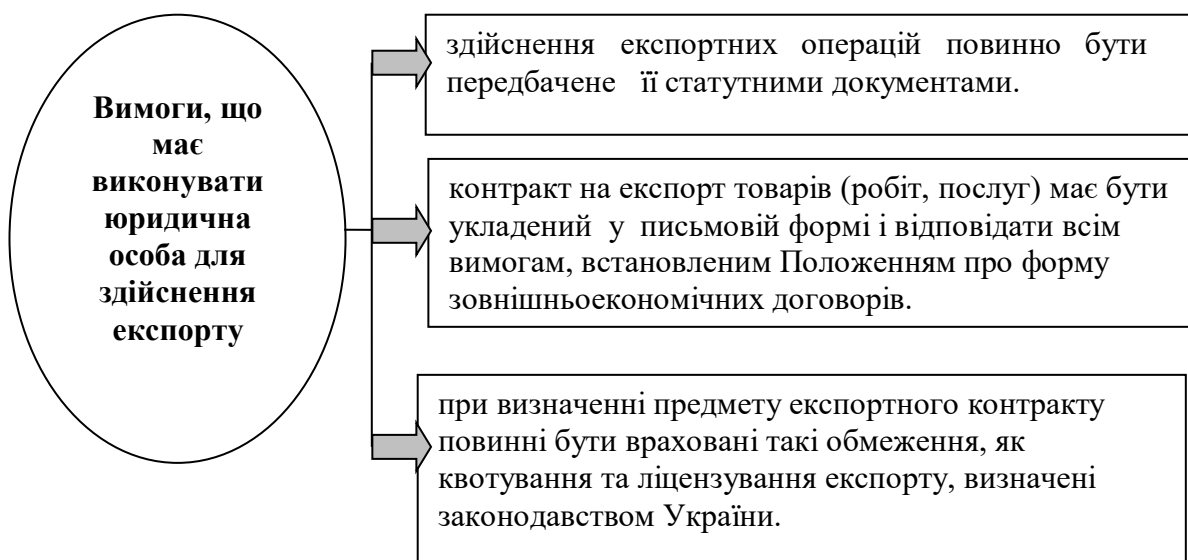 Вимоги, що
має
виконувати
юридична
особа для
здійснення
експорту
здійснення експортних операцій повинно бути
передбачене її статутними документами.
контракт на експорт товарів (робіт, послуг) має бути
укладений у письмовій формі і відповідати всім
вимогам, встановленим Положенням про форму
зовнішньоекономічних договорів.
при визначенні предмету експортного контракту
повинні бути враховані такі обмеження, як
квотування та ліцензування експорту, визначені
законодавством України.